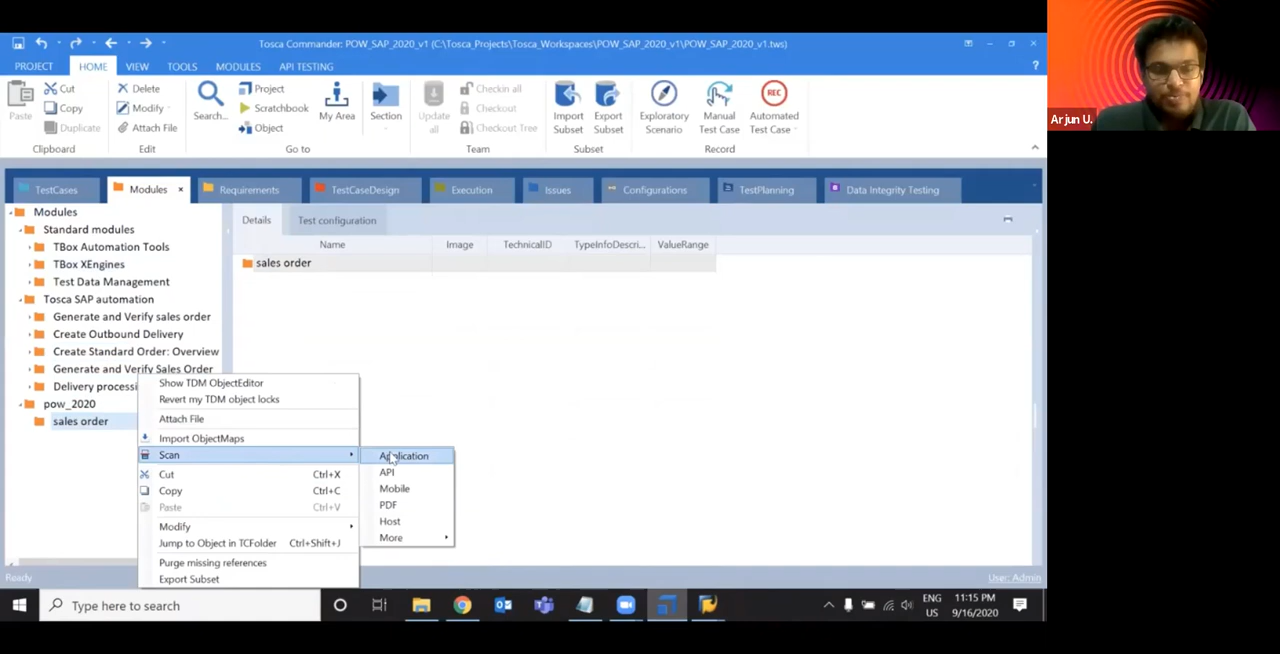 Tosca Commander: POW_SAP_2020_v1 (C:\Tosca_Projects\Tosca_Workspaces\POW_SAP_2020_v1\POW_SAP_2020_v1.tws)
PROJECT HOME VIEW TOOLS MODULES API TESTING ?
Paste
Cut
Copy
Duplicate
Clipboard
Delete
Modify
Attach File
Edit
Search...
Project
Scratchbook
Object
My Area
Go to
Section
Update all
Checkin all
Checkout
Checkout Tree
Team
Import Subset
Export Subset
Subset
Exploratory Scenario
Manual Test Case
REC
Automated Test Case
Record
TestCases Modules × Requirements TestCaseDesign Execution Issues Configurations TestPlanning Data Integrity Testing
Modules
Standard modules
TBox Automation Tools
TBox XEngines
Test Data Management
Tosca SAP automation
Generate and Verify sales order
Create Outbound Delivery
Create Standard Order: Overview
Generate and Verify Sales Order
Delivery processi
pow_2020
sales order
Details Test configuration
Name Image TechnicalID TypeInfoDescri... ValueRange
sales order
Show TDM ObjectEditor
Revert my TDM object locks
Attach File
Import ObjectMaps
Scan
Cut Ctrl+X
Copy Ctrl+C
Paste Ctrl+V
Modify
Jump to Object in TCFolder Ctrl+Shift+J
Purge missing references
Export Subset
Application
API
Mobile
PDF
Host
More
Ready
User: Admin
Type here to search
ENG
US
11:15 PM
9/16/2020
Arjun U.